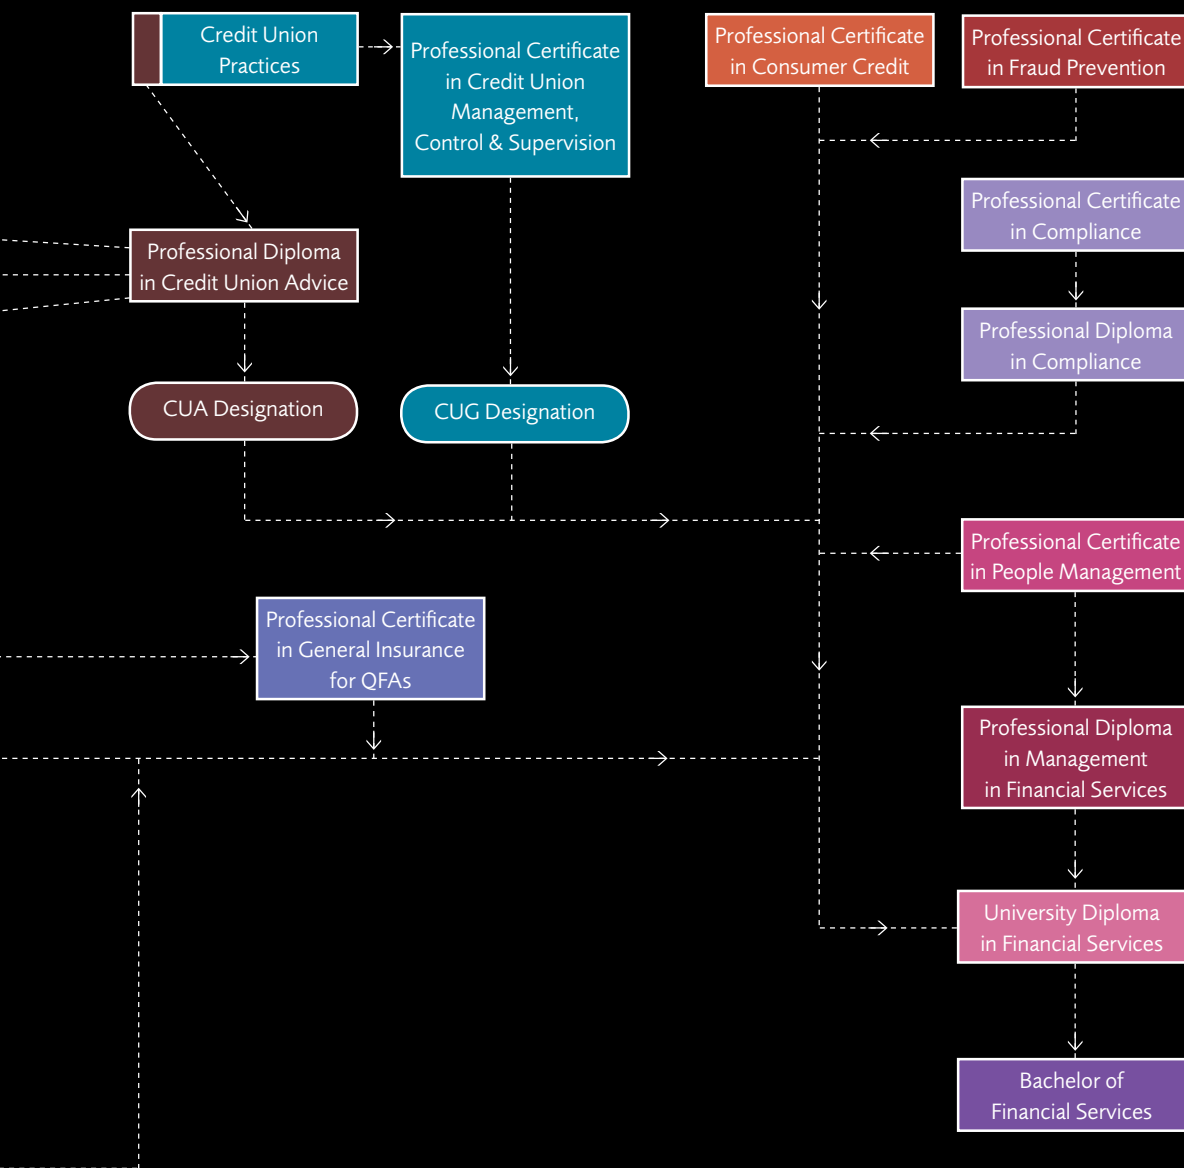 Credit Union
Practices
Professional Certificate
in Credit Union
Management,
Control & Supervision
Professional Certificate
in Consumer Credit
Professional Certificate
in Fraud Prevention
Professional Certificate
in Compliance
Professional Diploma
in Credit Union Advice
Professional Diploma
in Compliance
CUA Designation
CUG Designation
Professional Certificate
in People Management
Professional Certificate
in General Insurance
for QFAs
Professional Diploma
in Management
in Financial Services
University Diploma
in Financial Services
Bachelor of
Financial Services